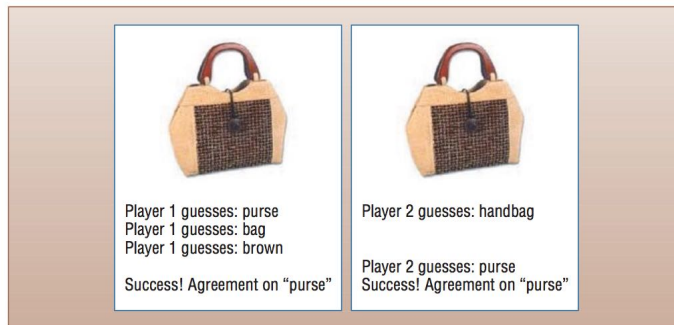 Player 1 guesses: purse
Player 1 guesses: bag
Player 1 guesses: brown
Success! Agreement on “purse”
Player 2 guesses: handbag
Player 2 guesses: purse
Success! Agreement on “purse”